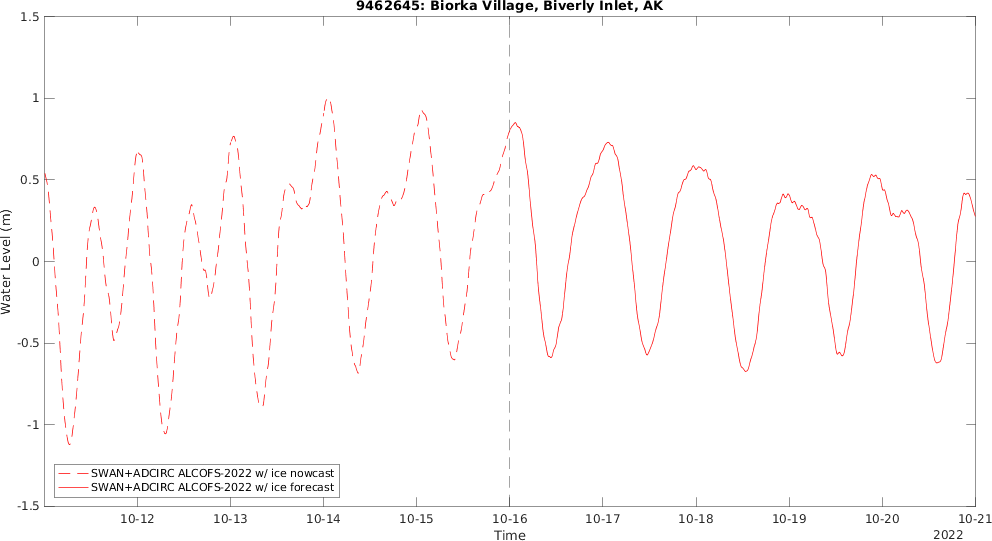 9462645: Biorka Village, Biverly Inlet, AK
1.5
1
0.5
0
-0.5
-1
-1.5
Water Level (m)
SWAN+ADCIRC ALCOFS-2022 w/ ice nowcast
SWAN+ADCIRC ALCOFS-2022 w/ ice forecast
10-12 10-13 10-14 10-15 10-16 10-17 10-18 10-19 10-20 10-21
Time
2022